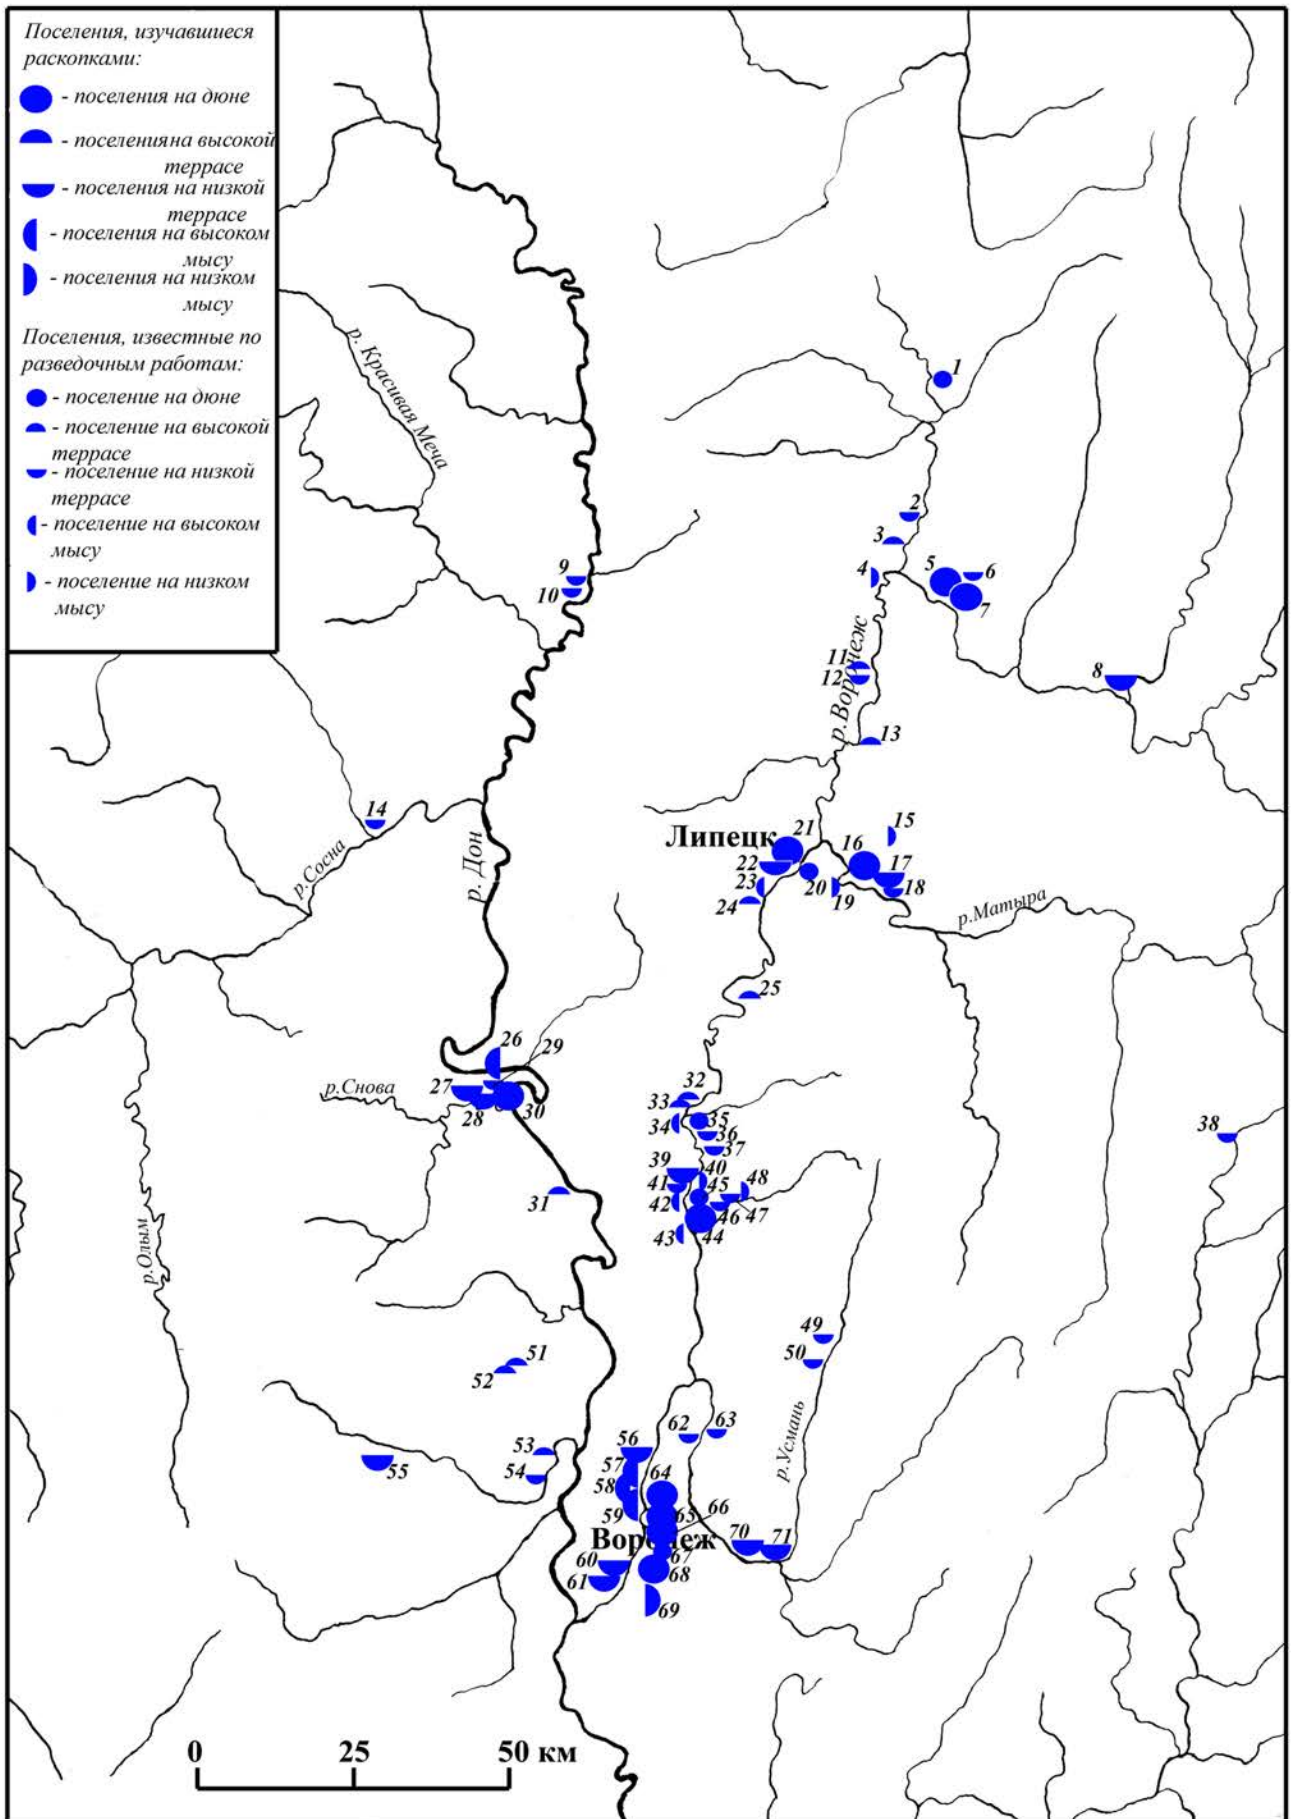 Поселения, изучавшиеся
раскопками:
- поселения на дюне
- поселения на высокой
террасе
- поселения на низкой
террасе
- поселения на высоком
мысу
- поселения на низком
мысу
Поселения, известные по
разведочным работам:
- поселение на дюне
- поселение на высокой
террасе
- поселение на низкой
террасе
- поселение на высоком
мысу
- поселение на низком
мысу
р. Красивая Меча
1
2
3
4
5
6
7
8
9
10
р.Воронеж
11
12
13
14
р.Сосна
р. Дон
15
Липецк
21
16
17
22
18
23
20
19
24
р.Матыра
25
26
29
р.Снова
27
28
30
31
32
33
34
35
36
37
38
39
40
41
45
48
42
46
47
43
44
р.Олым
49
50
51
52
р.Усмань
53
54
55
56
57
58
59
62
63
64
65
66
Воронеж
67
60
61
68
69
70
71
0
25
50 км